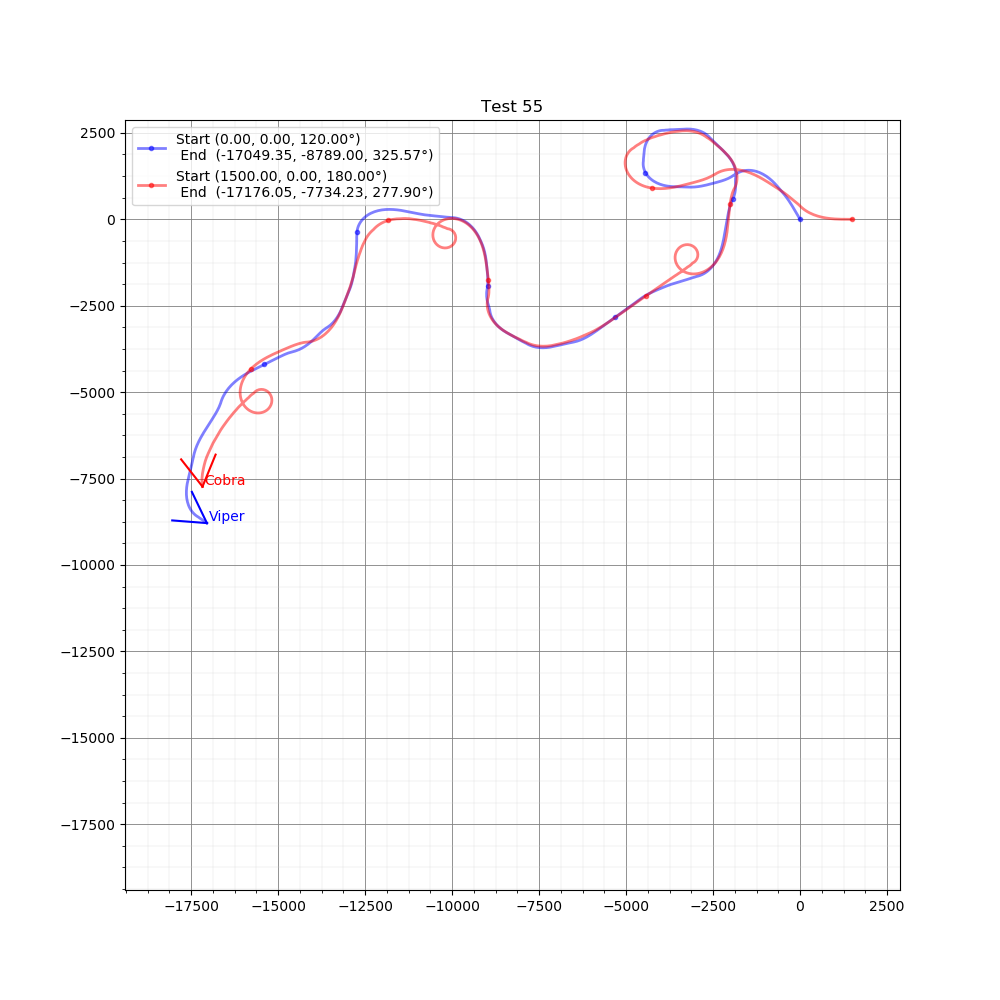 Test 55
Start (0.00, 0.00, 120.00°)
End (-17049.35, -8789.00, 325.57°)
Start (1500.00, 0.00, 180.00°)
End (-17176.05, -7734.23, 277.90°)
2500
0
−2500
−5000
−7500
−10000
−12500
−15000
−17500
Cobra
Viper
−17500 −15000 −12500 −10000 −7500 −5000 −2500 0 2500